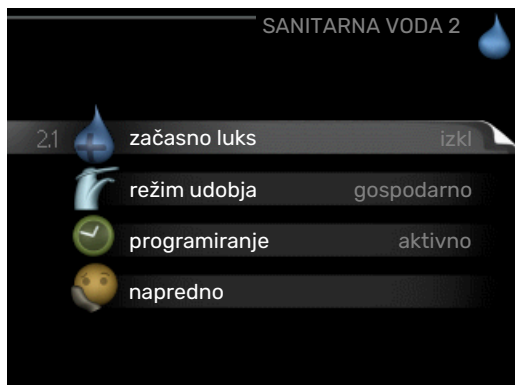 SANITARNA VODA 2
2.1 začasno luks izkl
režim udobja gospodarno
programiranje aktivno
napredno